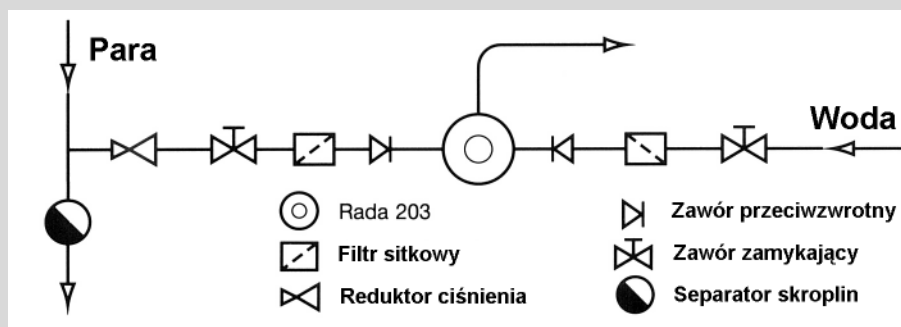 Para
Woda
Rada 203
Filtr sitkowy
Reduktor ciśnienia
Zawór przeciwzwrotny
Zawór zamykający
Separator skroplin